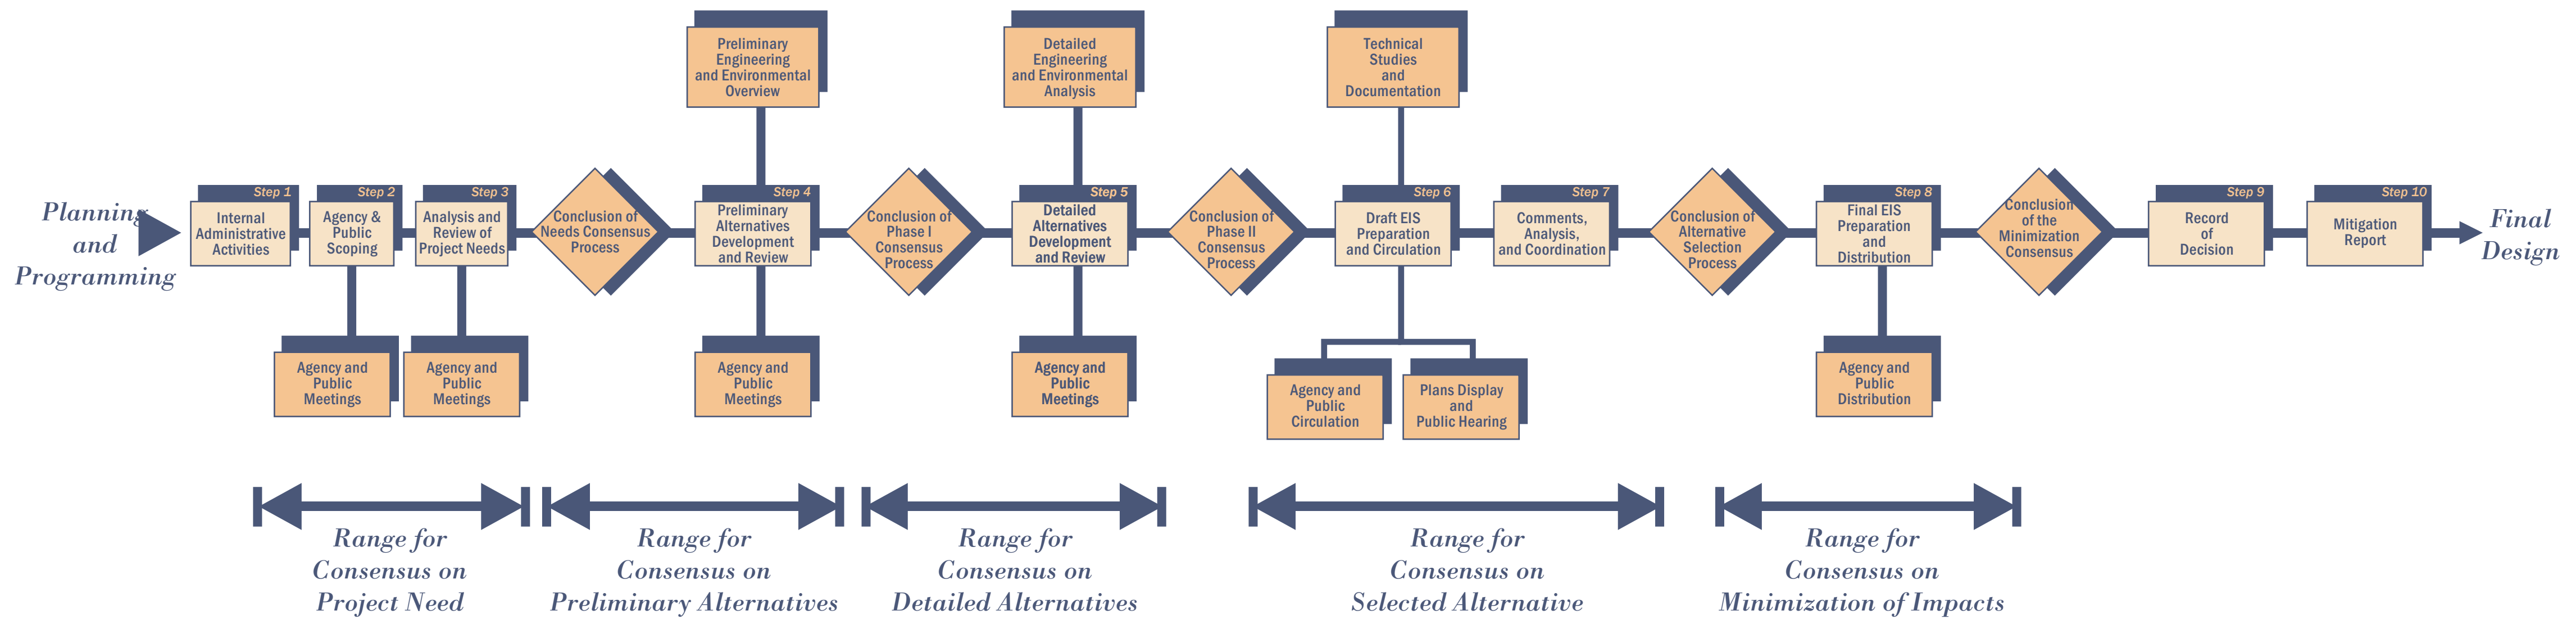 Preliminary
Engineering
and Environmental
Overview
Detailed
Engineering
and Environmental
Analysis
Technical
Studies
and
Documentation
Planning
and
Programming
Step 1
Internal
Administrative
Activities
Step 2
Agency &
Public
Scoping
Step 3
Analysis and
Review of
Project Needs
Conclusion of
Needs Consensus
Process
Step 4
Preliminary
Alternatives
Development
and Review
Conclusion of
Phase I
Consensus
Process
Step 5
Detailed
Alternatives
Development
and Review
Conclusion of
Phase II
Consensus
Process
Step 6
Draft EIS
Preparation
and Circulation
Step 7
Comments,
Analysis,
and Coordination
Conclusion of
Alternative
Selection
Process
Step 8
Final EIS
Preparation
and
Distribution
Conclusion
of the
Minimization
Consensus
Step 9
Record
of
Decision
Step 10
Mitigation
Report
Final
Design
Agency and
Public
Meetings
Agency and
Public
Meetings
Agency and
Public
Meetings
Agency and
Public
Meetings
Agency and
Public
Circulation
Plans Display
and
Public Hearing
Agency and
Public
Distribution
Range for
Consensus on
Project Need
Range for
Consensus on
Preliminary Alternatives
Range for
Consensus on
Detailed Alternatives
Range for
Consensus on
Selected Alternative
Range for
Consensus on
Minimization of Impacts